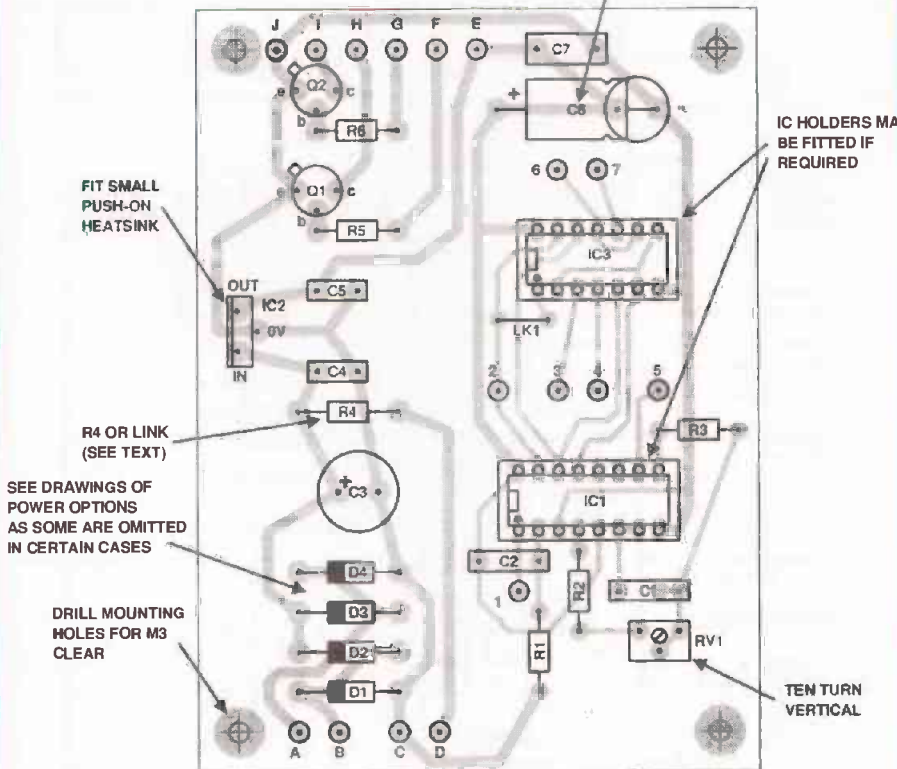 J I H G F E
C7
Q2
e c
b
R6
+
C6
IC HOLDERS MA
BE FITTED IF
REQUIRED
6 7
Q1
e c
b
R5
FIT SMALL
PUSH-ON
HEATSINK
IC3
OUT
IC2
0V
IN
C5
LK1
C4
2 3 4 5
R4
R3
R4 OR LINK
(SEE TEXT)
+
C3
SEE DRAWINGS OF
POWER OPTIONS
AS SOME ARE OMITTED
IN CERTAIN CASES
IC1
C2
D4
1
R2
C1
D3
DRILL MOUNTING
HOLES FOR M3
CLEAR
D2
R1
RV1
D1
TEN TURN
VERTICAL
A B C D